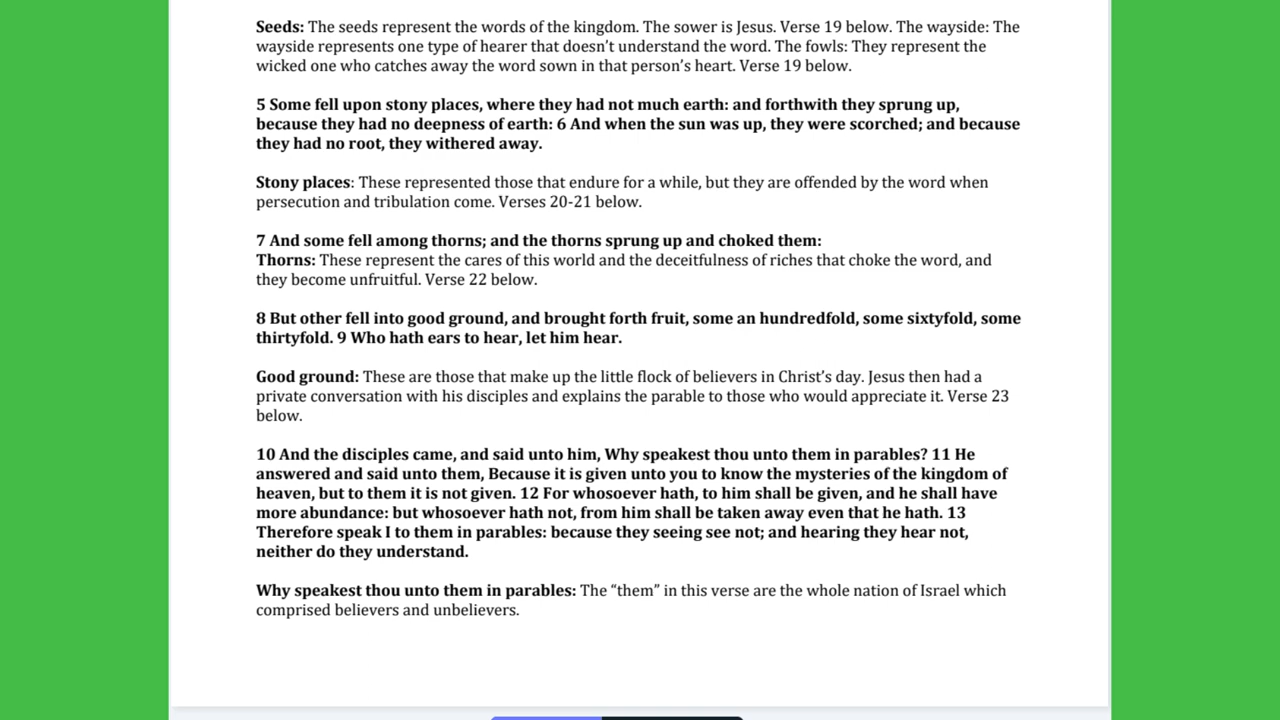 Seeds: The seeds represent the words of the kingdom. The sower is Jesus. Verse 19 below. The wayside: The
wayside represents one type of hearer that doesn’t understand the word. The fowls: They represent the
wicked one who catches away the word sown in that person’s heart. Verse 19 below.
5 Some fell upon stony places, where they had not much earth: and forthwith they sprung up,
because they had no deepness of earth: 6 And when the sun was up, they were scorched; and because
they had no root, they withered away.
Stony places: These represented those that endure for a while, but they are offended by the word when
persecution and tribulation come. Verses 20-21 below.
7 And some fell among thorns; and the thorns sprung up and choked them:
Thorns: These represent the cares of this world and the deceitfulness of riches that choke the word, and
they become unfruitful. Verse 22 below.
8 But other fell into good ground, and brought forth fruit, some an hundredfold, some sixtyfold, some
thirtyfold. 9 Who hath ears to hear, let him hear.
Good ground: These are those that make up the little flock of believers in Christ’s day. Jesus then had a
private conversation with his disciples and explains the parable to those who would appreciate it. Verse 23
below.
10 And the disciples came, and said unto him, Why speakest thou unto them in parables? 11 He
answered and said unto them, Because it is given unto you to know the mysteries of the kingdom of
heaven, but to them it is not given. 12 For whosoever hath, to him shall be given, and he shall have
more abundance: but whosoever hath not, from him shall be taken away even that he hath. 13
Therefore speak I to them in parables: because they seeing see not; and hearing they hear not,
neither do they understand.
Why speakest thou unto them in parables: The “them” in this verse are the whole nation of Israel which
comprised believers and unbelievers.